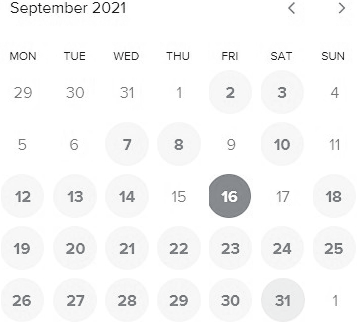 September 2021
MON TUE WED THU FRI SAT SUN
29 30 31 1 2 3 4
5 6 7 8 9 10 11
12 13 14 15 16 17 18
19 20 21 22 23 24 25
26 27 28 29 30 31 1